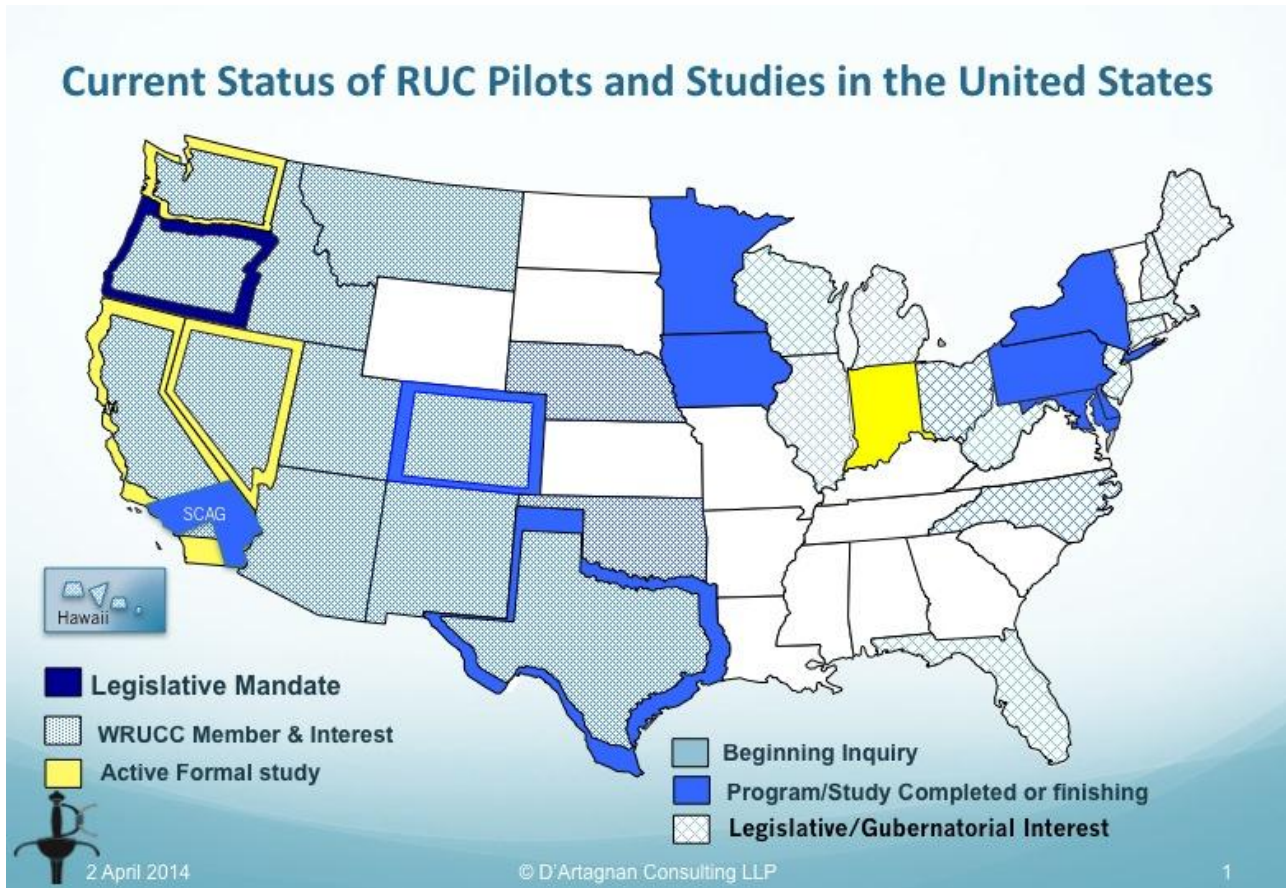 Current Status of RUC Pilots and Studies in the United States
SCAG
Hawaii
Legislative Mandate
WRUCC Member & Interest
Active Formal study
Beginning Inquiry
Program/Study Completed or finishing
Legislative/Gubernatorial Interest
2 April 2014
© D’Artagnan Consulting LLP
1